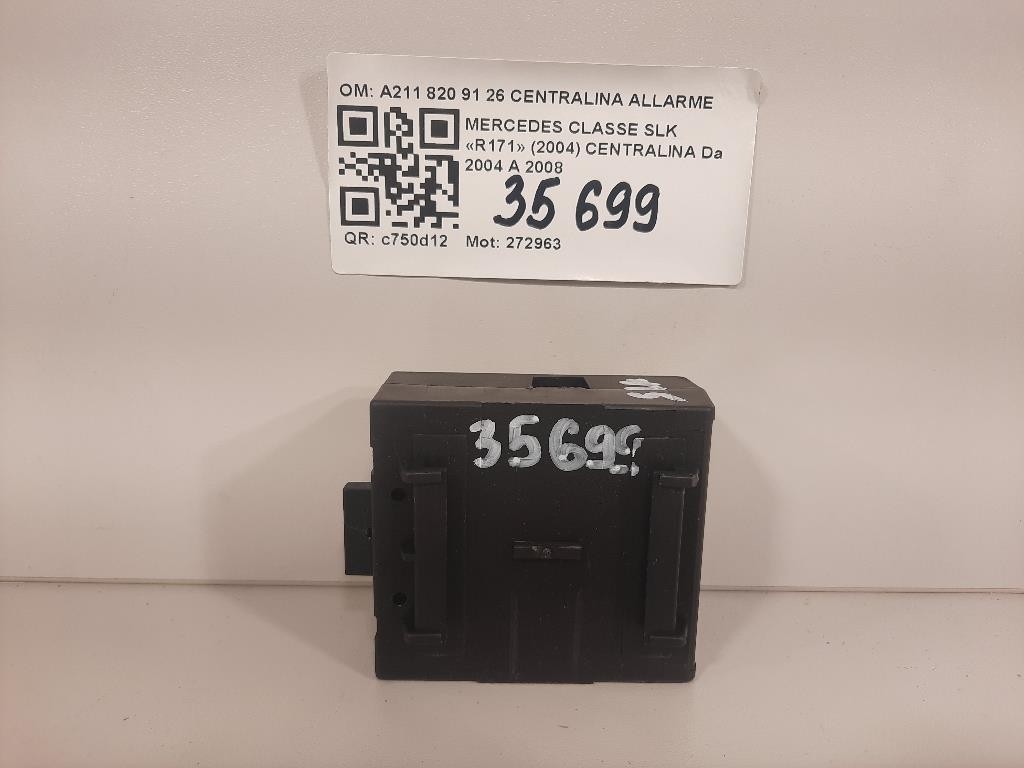 OM: A211 820 91 26 CENTRALINA ALLARME
MERCEDES CLASSE SLK
«R171» (2004) CENTRALINA Da
2004 A 2008
35 699
QR: c750d12 Mot: 272963
35699